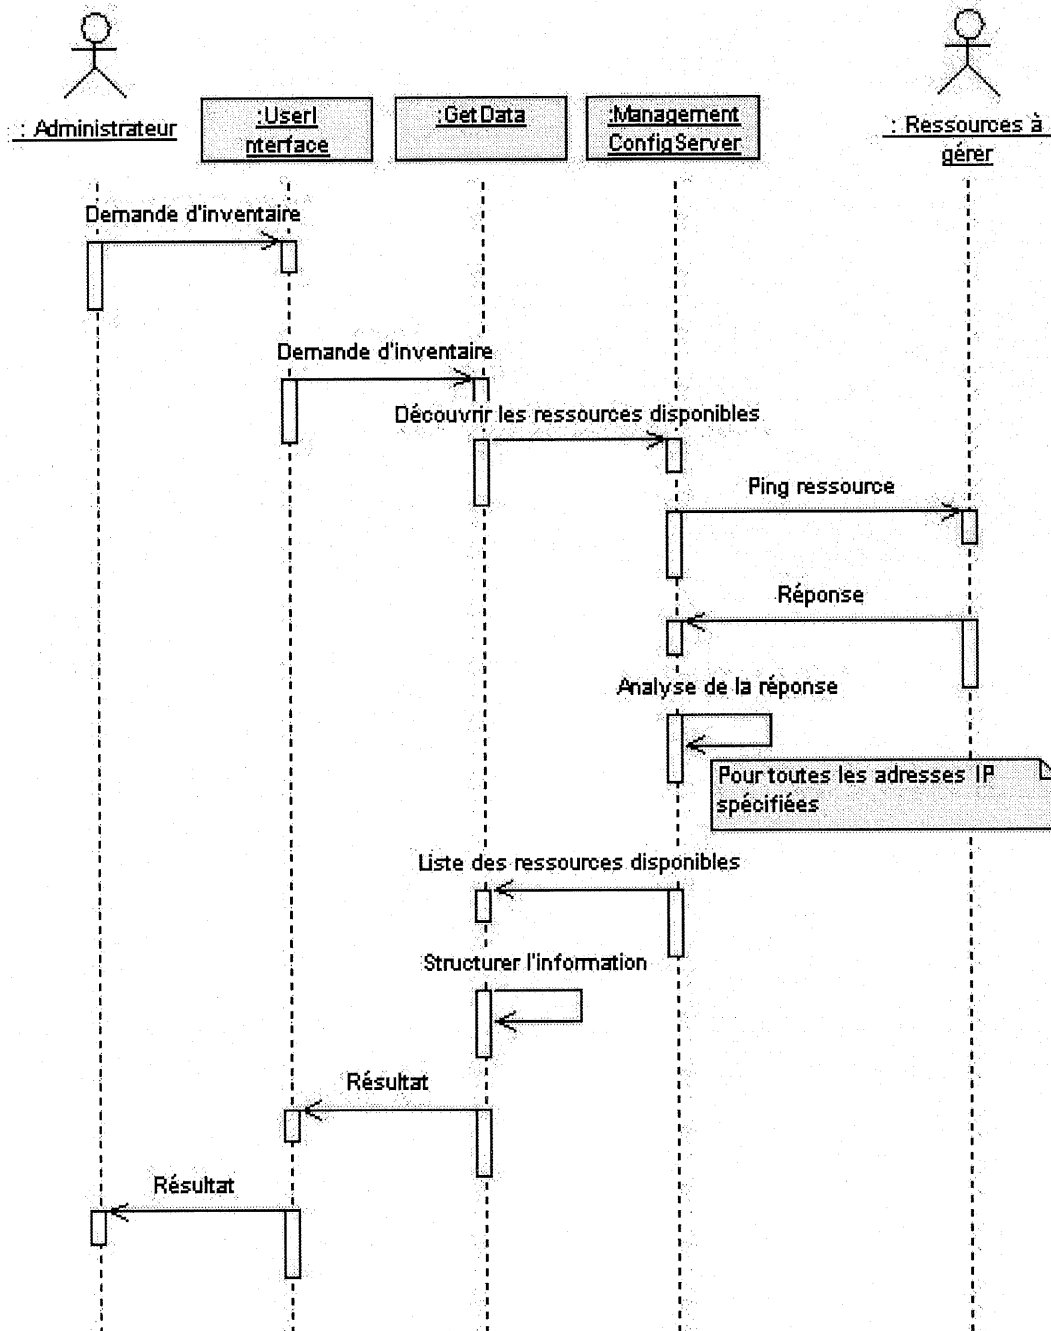 : Administrateur
:UserI
nterface
:GetData
:Management
ConfigServer
: Ressources à
gérer
Demande d'inventaire
Demande d'inventaire
Découvrir les ressources disponibles
Ping ressource
Réponse
Analyse de la réponse
Pour toutes les adresses IP
spécifiées
Liste des ressources disponibles
Structurer l'information
Résultat
Résultat